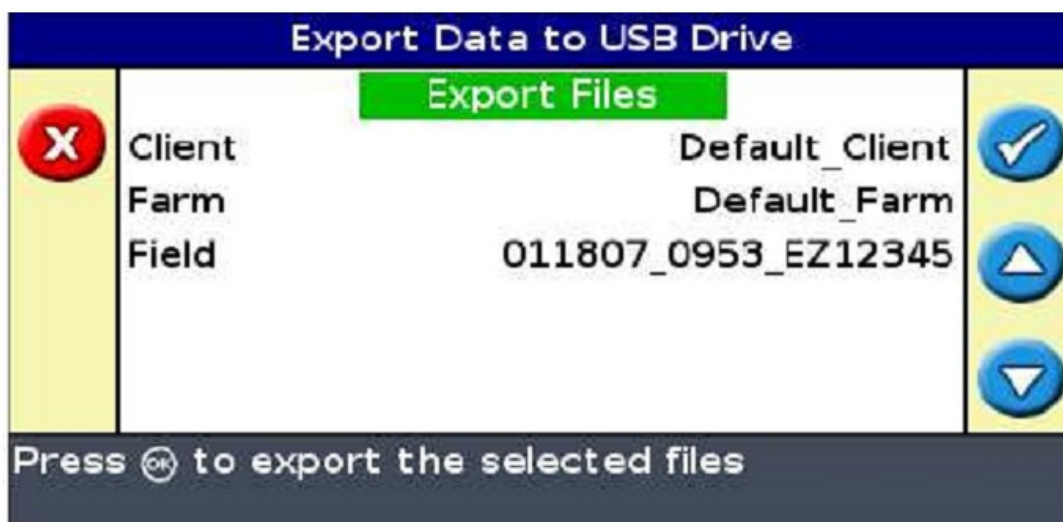 Export Data to USB Drive
Export Files
Client Default_Client
Farm Default_Farm
Field 011807_0953_EZ12345
Press OK to export the selected files